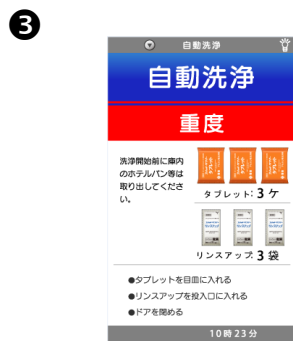 ❸
自動洗浄
自動洗浄
重度
洗浄開始前に庫内
のホテルパン等は
取り出してくださ
い。
タブレット:3ケ
リンスアップ:3袋
●タブレットを目皿に入れる
●リンスアップを投入口に入れる
●ドアを閉める
10時23分